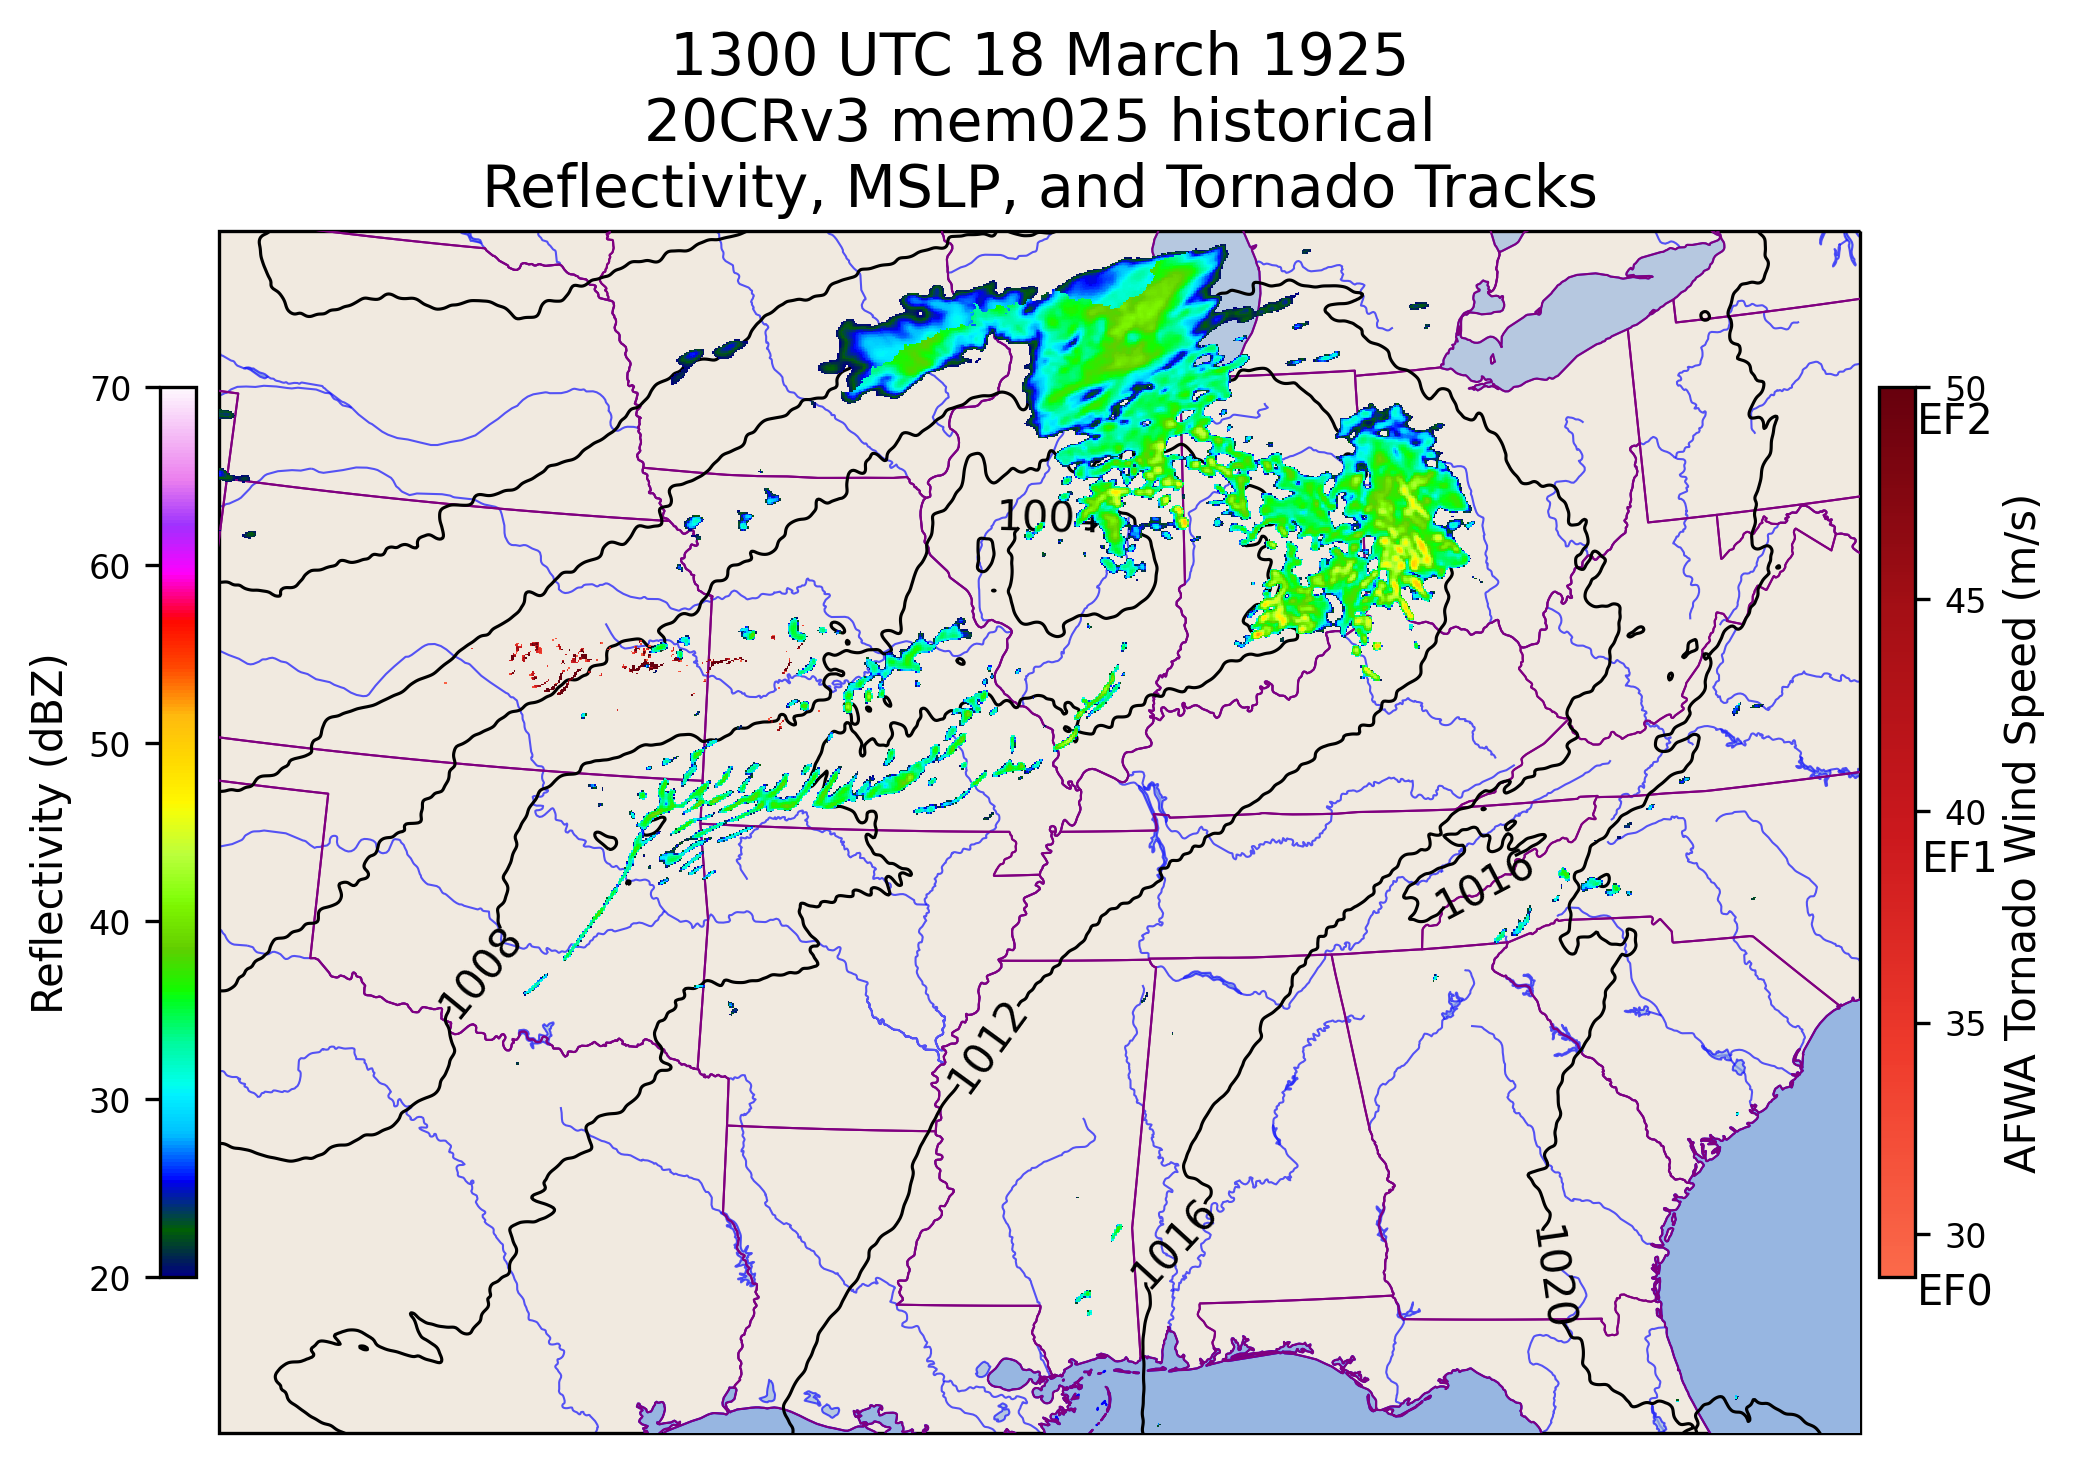 1300 UTC 18 March 1925
20CRv3 mem025 historical
Reflectivity, MSLP, and Tornado Tracks
Reflectivity (dBZ)
70
60
50
40
30
20
1004
1008
1012
1016
1016
1020
50
EF2
45
40
EF1
35
30
EF0
AFWA Tornado Wind Speed (m/s)